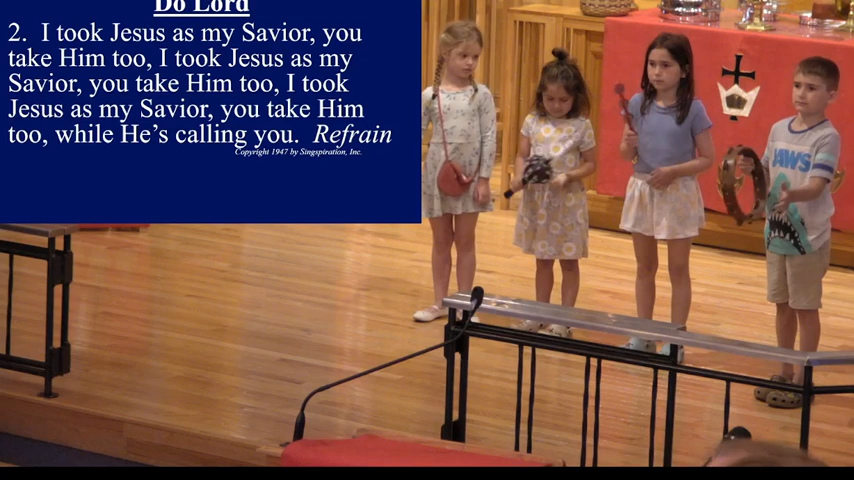 Do Lord
2. I took Jesus as my Savior, you
take Him too, I took Jesus as my
Savior, you take Him too, I took
Jesus as my Savior, you take Him
too, while He's calling you. Refrain
Copyright 1947 by Singspiration, Inc.
JAWS